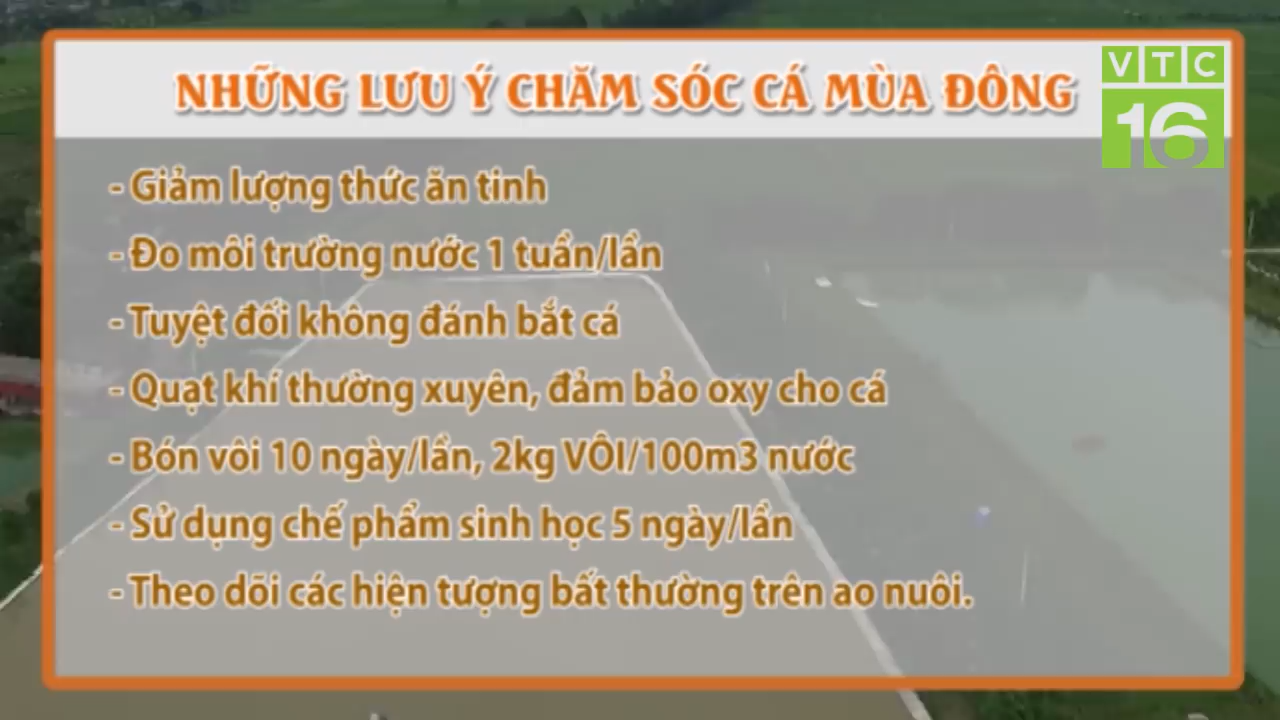 NHỮNG LƯU Ý CHĂM SÓC CÁ MÙA ĐÔNG
VTC
16
- Giảm lượng thức ăn tinh
- Đo môi trường nước 1 tuần/lần
- Tuyệt đối không đánh bắt cá
- Quạt khí thường xuyên, đảm bảo oxy cho cá
- Bón vôi 10 ngày/lần, 2kg VÔI/100m3 nước
- Sử dụng chế phẩm sinh học 5 ngày/lần
- Theo dõi các hiện tượng bất thường trên ao nuôi.